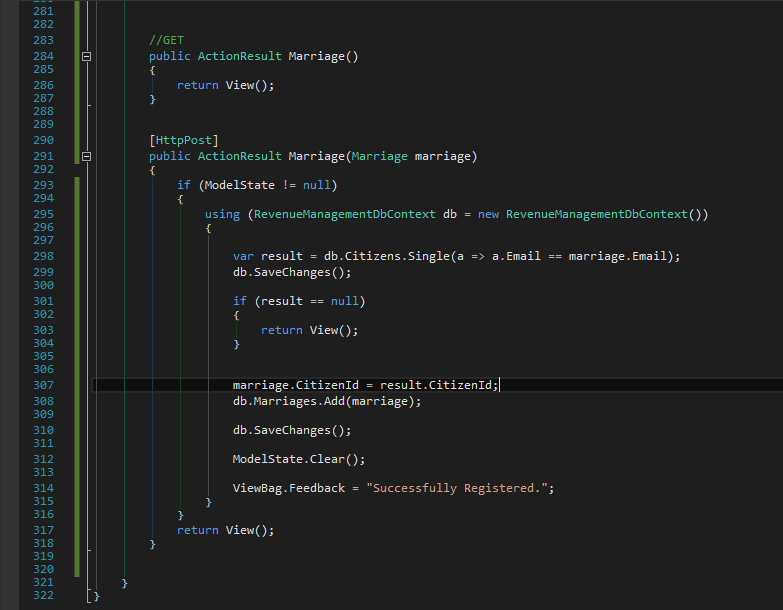 281
282
283 //GET
284 public ActionResult Marriage()
285 {
286 return View();
287 }
288
289
290 [HttpPost]
291 public ActionResult Marriage(Marriage marriage)
292 {
293 if (ModelState != null)
294 {
295 using (RevenueManagementDbContext db = new RevenueManagementDbContext())
296 {
297
298 var result = db.Citizens.Single(a => a.Email == marriage.Email);
299 db.SaveChanges();
300
301 if (result == null)
302 {
303 return View();
304 }
305
306
307 marriage.CitizenId = result.CitizenId;
308 db.Marriages.Add(marriage);
309
310 db.SaveChanges();
311
312 ModelState.Clear();
313
314 ViewBag.Feedback = "Successfully Registered.";
315 }
316 }
317 return View();
318 }
319
320
321 }
322 }